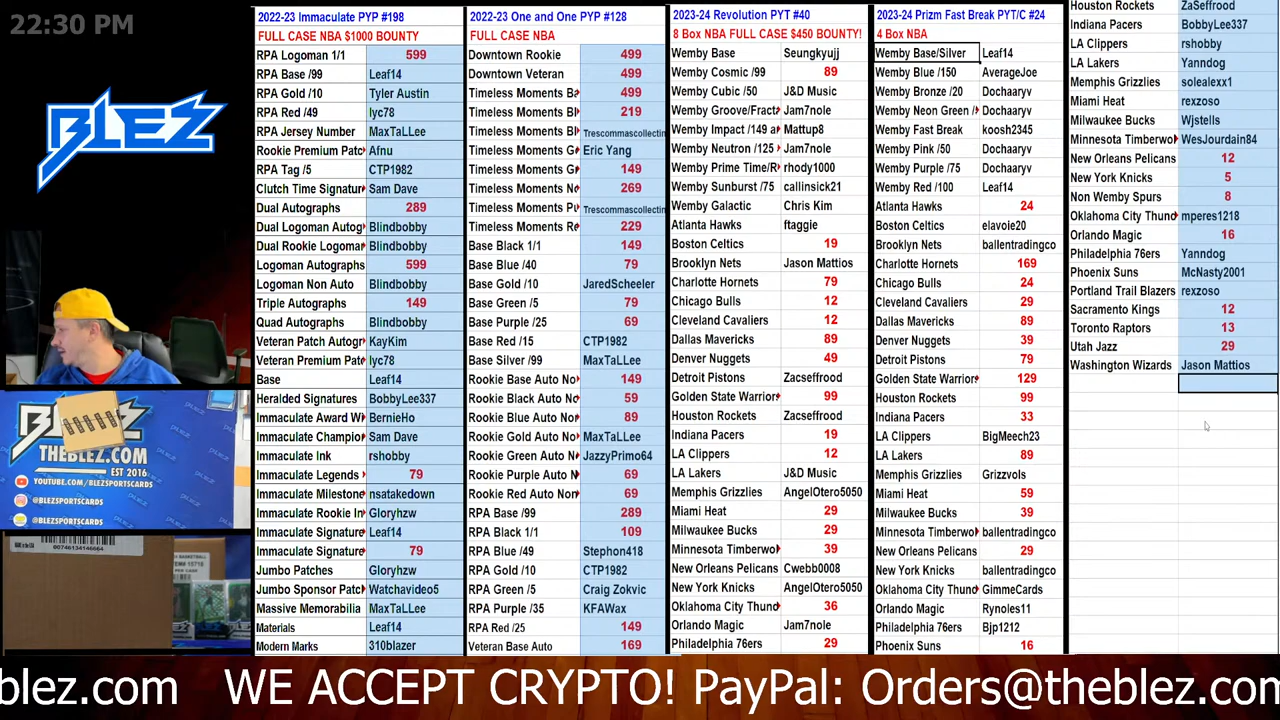 22:30 PM
BLEZ
BLEZ
THEBLEZ.COM
EST 2016
YOUTUBE.COM/BLEZSPORTSCARDS
@BLEZSPORTSCARDS
@BLEZSPORTSCARDS
2022-23 Immaculate PYP #198
FULL CASE NBA $1000 BOUNTY
RPA Logoman 1/1 599
RPA Base /99 Leaf14
RPA Gold /10 Tyler Austin
RPA Red /49 lyc78
RPA Jersey Number MaxTaLLee
Rookie Premium Patc Afnu
RPA Tag /5 CTP1982
Clutch Time Signatur Sam Dave
Dual Autographs 289
Dual Logoman Autog Blindbobby
Dual Rookie Logomar Blindbobby
Logoman Autographs 599
Logoman Non Auto Blindbobby
Triple Autographs 149
Quad Autographs Blindbobby
Veteran Patch Autogr KayKim
Veteran Premium Pat lyc78
Base Leaf14
Heralded Signatures BobbyLee337
Immaculate Award W BernieHo
Immaculate Champio Sam Dave
Immaculate Ink rshobby
Immaculate Legends 79
Immaculate Milestone nsatakedown
Immaculate Rookie In Gloryhzw
Immaculate Signature Leaf14
Immaculate Signature 79
Jumbo Patches Gloryhzw
Jumbo Sponsor Patc Watchavideo5
Massive Memorabilia MaxTaLLee
Materials Leaf14
Modern Marks 310blazer
2022-23 One and One PYP #128
FULL CASE NBA
Downtown Rookie 499
Downtown Veteran 499
Timeless Moments Ba 499
Timeless Moments Bl 219
Timeless Moments Bl Trescommascollectin
Timeless Moments G Eric Yang
Timeless Moments G 149
Timeless Moments No 269
Timeless Moments Pu Trescommascollectin
Timeless Moments Re 229
Base Black 1/1 149
Base Blue /40 79
Base Gold /10 JaredScheeler
Base Green /5 79
Base Purple /25 69
Base Red /15 CTP1982
Base Silver /99 MaxTaLLee
Rookie Base Auto No 149
Rookie Black Auto No 59
Rookie Blue Auto No 89
Rookie Gold Auto No MaxTaLLee
Rookie Green Auto No JazzyPrimo64
Rookie Purple Auto N 69
Rookie Red Auto Non 69
RPA Base /99 289
RPA Black 1/1 109
RPA Blue /49 Stephon418
RPA Gold /10 CTP1982
RPA Green /5 Craig Zokvic
RPA Purple /35 KFAWax
RPA Red /25 149
Veteran Base Auto 169
2023-24 Revolution PYT #40
8 Box NBA FULL CASE $450 BOUNTY!
Wemby Base Seungkyujj
Wemby Cosmic /99 89
Wemby Cubic /50 J&D Music
Wemby Groove/Fract Jam7nole
Wemby Impact /149 a Mattup8
Wemby Neutron /125 Jam7nole
Wemby Prime Time/R rhody1000
Wemby Sunburst /75 callinsick21
Wemby Galactic Chris Kim
Atlanta Hawks ftaggie
Boston Celtics 19
Brooklyn Nets Jason Mattios
Charlotte Hornets 79
Chicago Bulls 12
Cleveland Cavaliers 12
Dallas Mavericks 89
Denver Nuggets 49
Detroit Pistons Zacseffrood
Golden State Warrior 99
Houston Rockets Zacseffrood
Indiana Pacers 19
LA Clippers 12
LA Lakers J&D Music
Memphis Grizzlies AngelOtero5050
Miami Heat 29
Milwaukee Bucks 29
Minnesota Timberwo 39
New Orleans Pelicans Cwebb0008
New York Knicks AngelOtero5050
Oklahoma City Thund 36
Orlando Magic Jam7nole
Philadelphia 76ers 29
2023-24 Prizm Fast Break PYT/C #24
4 Box NBA
Wemby Base/Silver Leaf14
Wemby Blue /150 AverageJoe
Wemby Bronze /20 Dochaaryv
Wemby Neon Green / Dochaaryv
Wemby Fast Break koosh2345
Wemby Pink /50 Dochaaryv
Wemby Purple /75 Dochaaryv
Wemby Red /100 Leaf14
Atlanta Hawks 24
Boston Celtics elavoie20
Brooklyn Nets ballentradingco
Charlotte Hornets 169
Chicago Bulls 24
Cleveland Cavaliers 29
Dallas Mavericks 89
Denver Nuggets 39
Detroit Pistons 79
Golden State Warrior 129
Houston Rockets 99
Indiana Pacers 33
LA Clippers BigMeech23
LA Lakers 89
Memphis Grizzlies Grizzvols
Miami Heat 59
Milwaukee Bucks 39
Minnesota Timberwo ballentradingco
New Orleans Pelicans 29
New York Knicks ballentradingco
Oklahoma City Thund GimmeCards
Orlando Magic Rynoles11
Philadelphia 76ers Bjp1212
Phoenix Suns 16
Houston Rockets ZaSeffrood
Indiana Pacers BobbyLee337
LA Clippers rshobby
LA Lakers Yanndog
Memphis Grizzlies solealexx1
Miami Heat rexzoso
Milwaukee Bucks Wjstells
Minnesota Timberwo WesJourdain84
New Orleans Pelicans 12
New York Knicks 5
Non Wemby Spurs 8
Oklahoma City Thund mperes1218
Orlando Magic 16
Philadelphia 76ers Yanndog
Phoenix Suns McNasty2001
Portland Trail Blazers rexzoso
Sacramento Kings 12
Toronto Raptors 13
Utah Jazz 29
Washington Wizards Jason Mattios
blez.com WE ACCEPT CRYPTO! PayPal: Orders@theblez.com